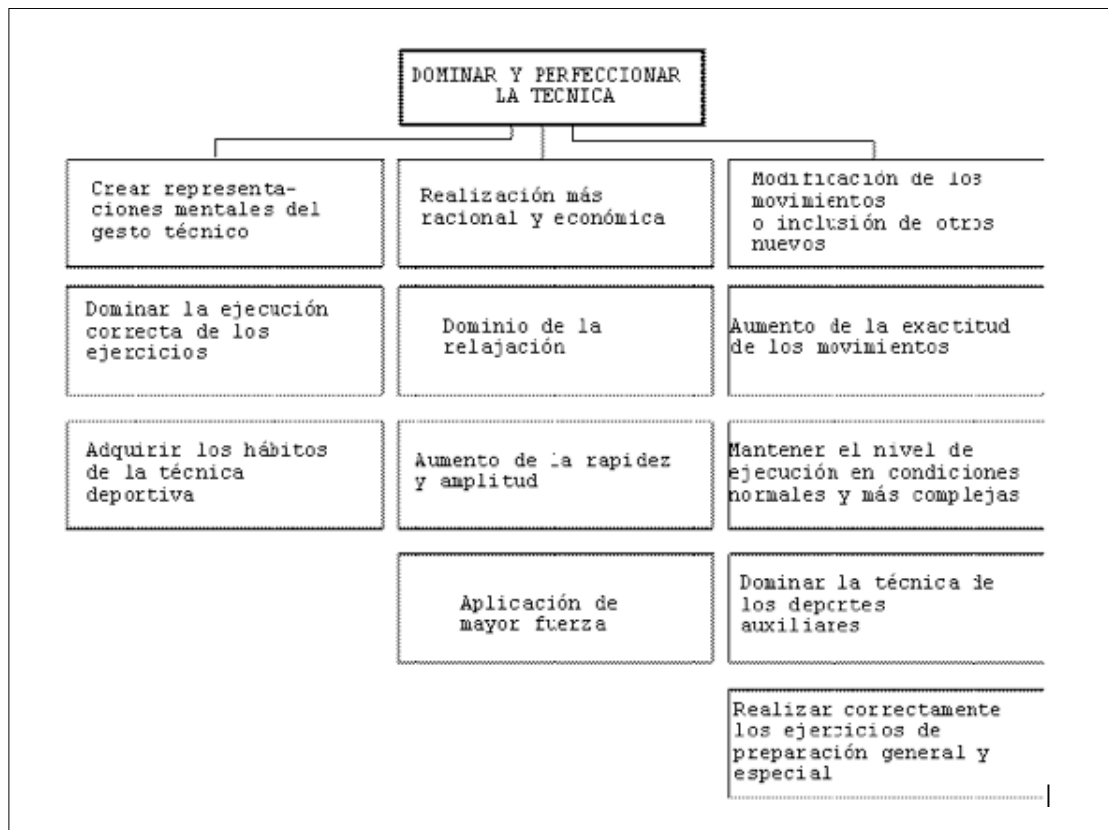 DOMINAR Y PERFECCIONAR
LA TECNICA
Crear representa-
ciones mentales del
gesto técnico
Realización más
racional y económica
Modificación de los
movimientos
o inclusión de otros
nuevos
Dominar la ejecución
correcta de los
ejercicios
Dominio de la
relajación
Aumento de la exactitud
de los movimientos
Adquirir los hábitos
de la técnica
deportiva
Aumento de la rapidez
y amplitud
Mantener el nivel de
ejecución en condiciones
normales y más complejas
Aplicación de
mayor fuerza
Dominar la técnica de
los deportes
auxiliares
Realizar correctamente
los ejercicios de
preparación general y
especial